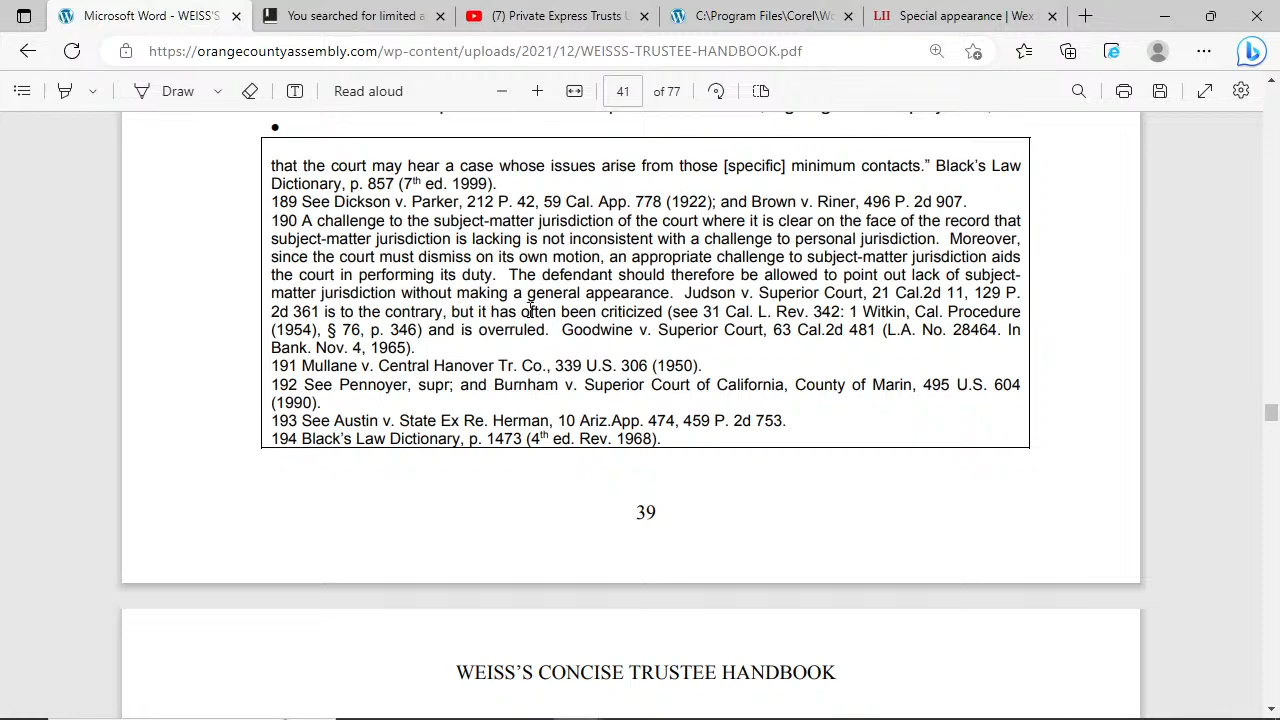 Microsoft Word - WEISS'S
You searched for limited a
(7) Private Express Trusts
C:\Program Files\Corel\Wo
LII Special appearance | Wex
https://orangecountyassembly.com/wp-content/uploads/2021/12/WEISSS-TRUSTEE-HANDBOOK.pdf
Draw Read aloud 41 of 77
•
that the court may hear a case whose issues arise from those [specific] minimum contacts.” Black’s Law
Dictionary, p. 857 (7th ed. 1999).
189 See Dickson v. Parker, 212 P. 42, 59 Cal. App. 778 (1922); and Brown v. Riner, 496 P. 2d 907.
190 A challenge to the subject-matter jurisdiction of the court where it is clear on the face of the record that
subject-matter jurisdiction is lacking is not inconsistent with a challenge to personal jurisdiction. Moreover,
since the court must dismiss on its own motion, an appropriate challenge to subject-matter jurisdiction aids
the court in performing its duty. The defendant should therefore be allowed to point out lack of subject-
matter jurisdiction without making a general appearance. Judson v. Superior Court, 21 Cal.2d 11, 129 P.
2d 361 is to the contrary, but it has often been criticized (see 31 Cal. L. Rev. 342: 1 Witkin, Cal. Procedure
(1954), § 76, p. 346) and is overruled. Goodwine v. Superior Court, 63 Cal.2d 481 (L.A. No. 28464. In
Bank. Nov. 4, 1965).
191 Mullane v. Central Hanover Tr. Co., 339 U.S. 306 (1950).
192 See Pennoyer, supr; and Burnham v. Superior Court of California, County of Marin, 495 U.S. 604
(1990).
193 See Austin v. State Ex Re. Herman, 10 Ariz.App. 474, 459 P. 2d 753.
194 Black’s Law Dictionary, p. 1473 (4th ed. Rev. 1968).
39
WEISS’S CONCISE TRUSTEE HANDBOOK